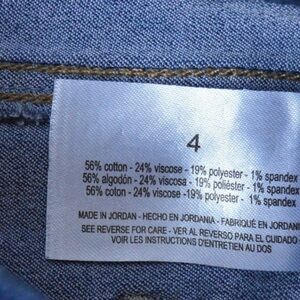 4
56% cotton - 24% viscose - 19% polyester - 1% spandex
56% algodón - 24% viscosa - 19% poliéster - 1% spandex
56% coton - 24% viscose -19% polyester - 1% spandex
MADE IN JORDAN - HECHO EN JORDANIA - FABRIQUÉ EN JORDANIE
SEE REVERSE FOR CARE - VER AL REVERSO PARA EL CUIDADO
VOIR LES INSTRUCTIONS D'ENTRETIEN AU DOS